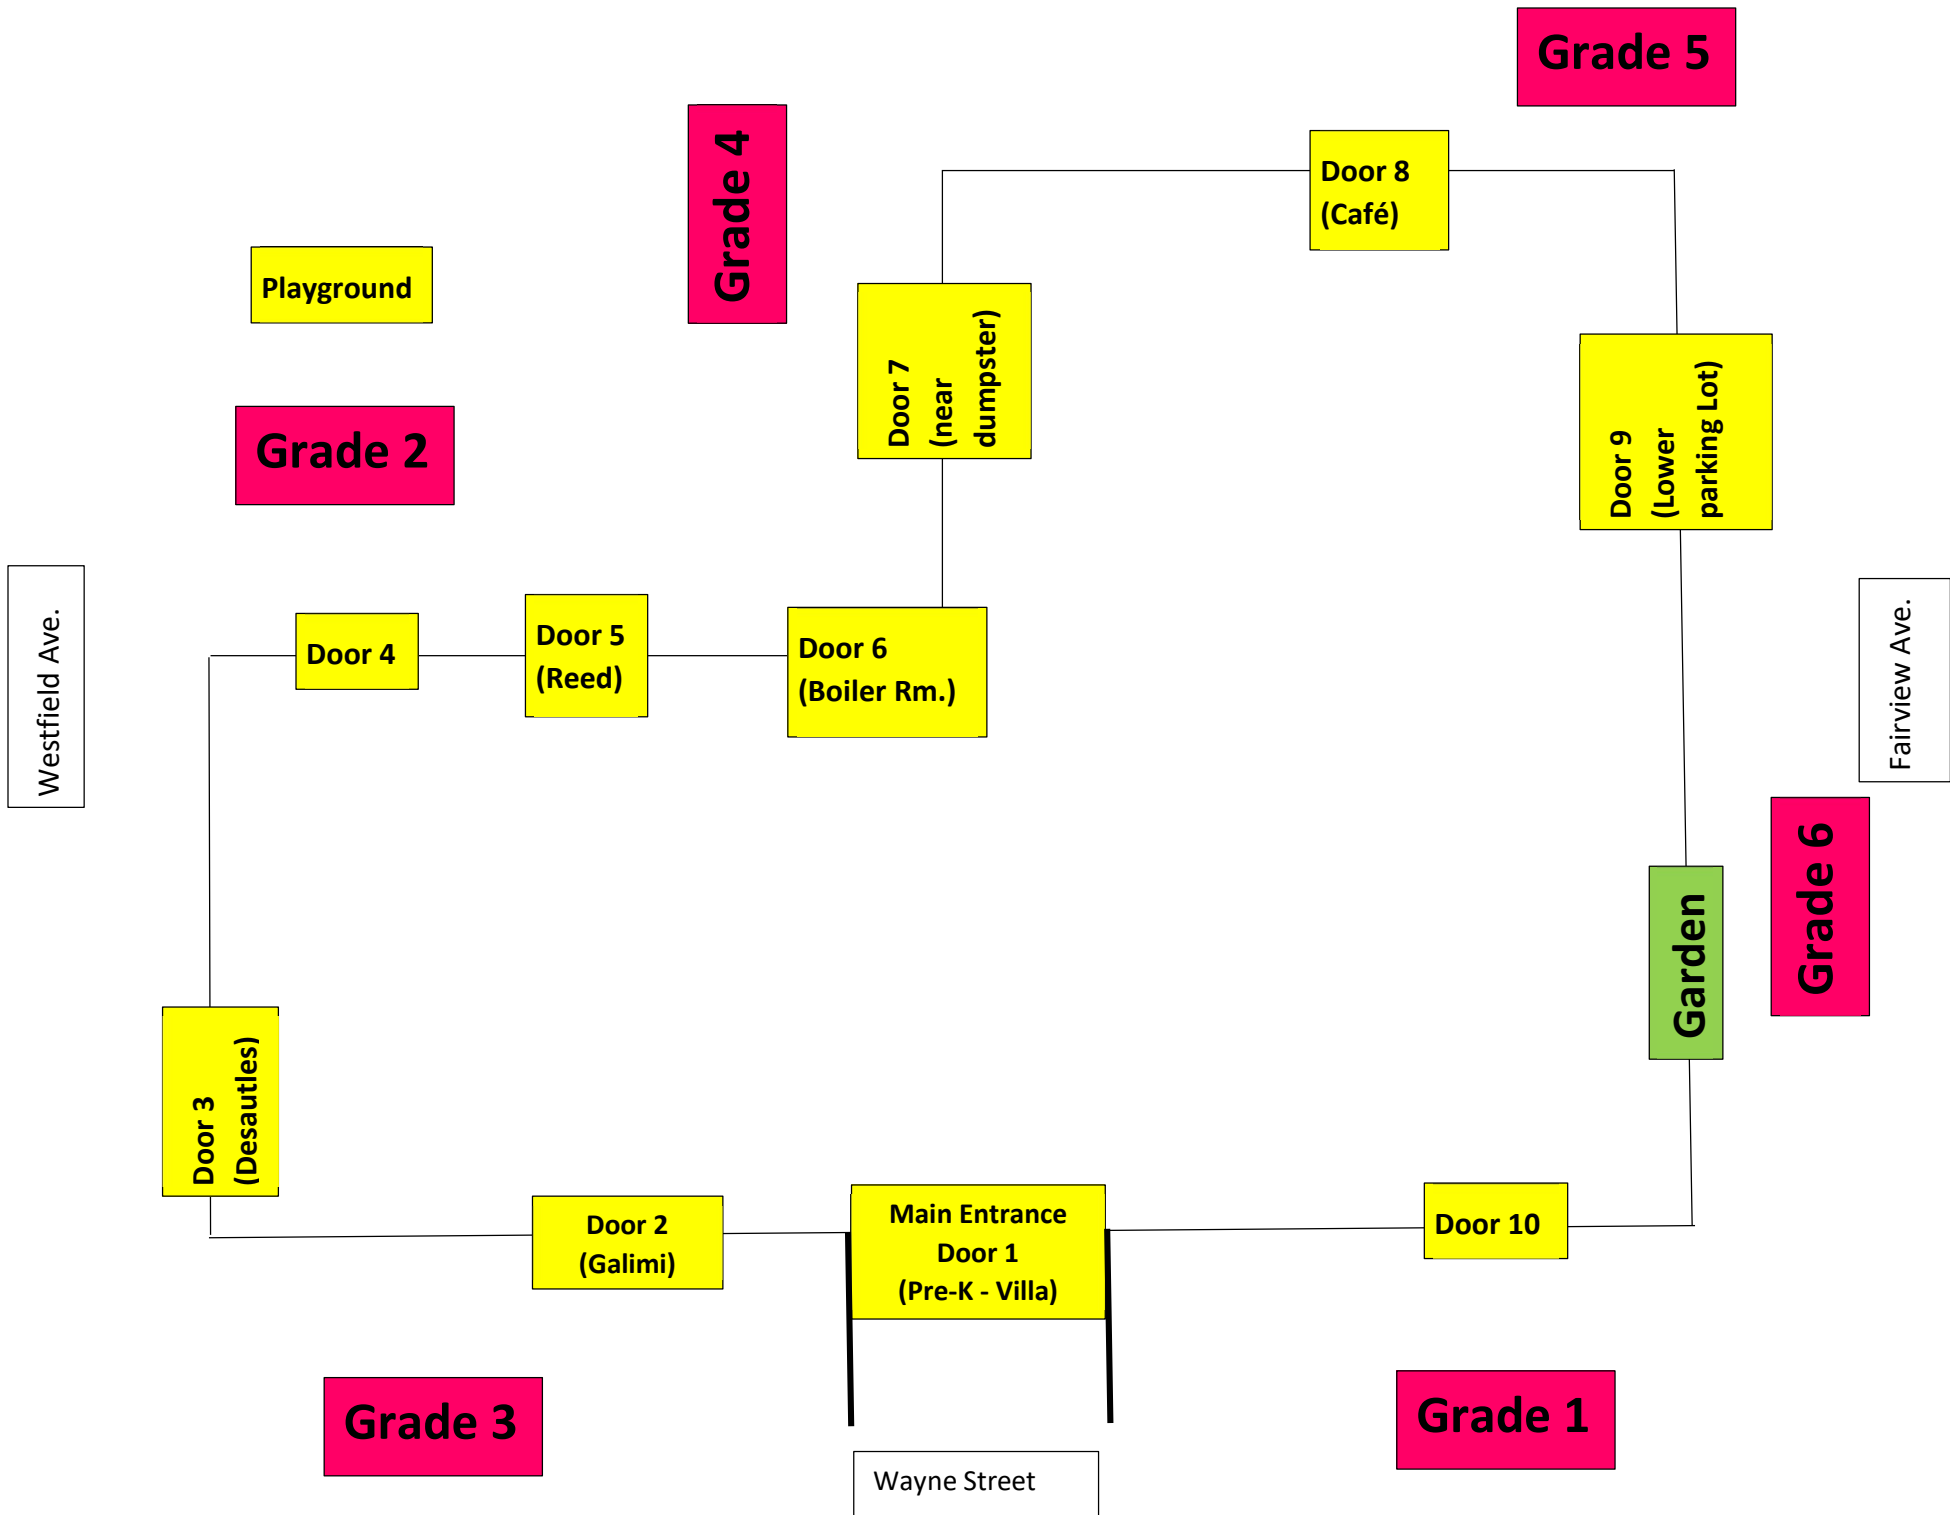 Grade 5
Grade 4
Door 8
(Café)
Playground
Door 7
(near
dumpster)
Door 9
(Lower
parking Lot)
Grade 2
Westfield Ave.
Door 4
Door 5
(Reed)
Door 6
(Boiler Rm.)
Fairview Ave.
Grade 6
Garden
Door 3
(Desautles)
Door 2
(Galimi)
Main Entrance
Door 1
(Pre-K - Villa)
Door 10
Grade 3
Grade 1
Wayne Street